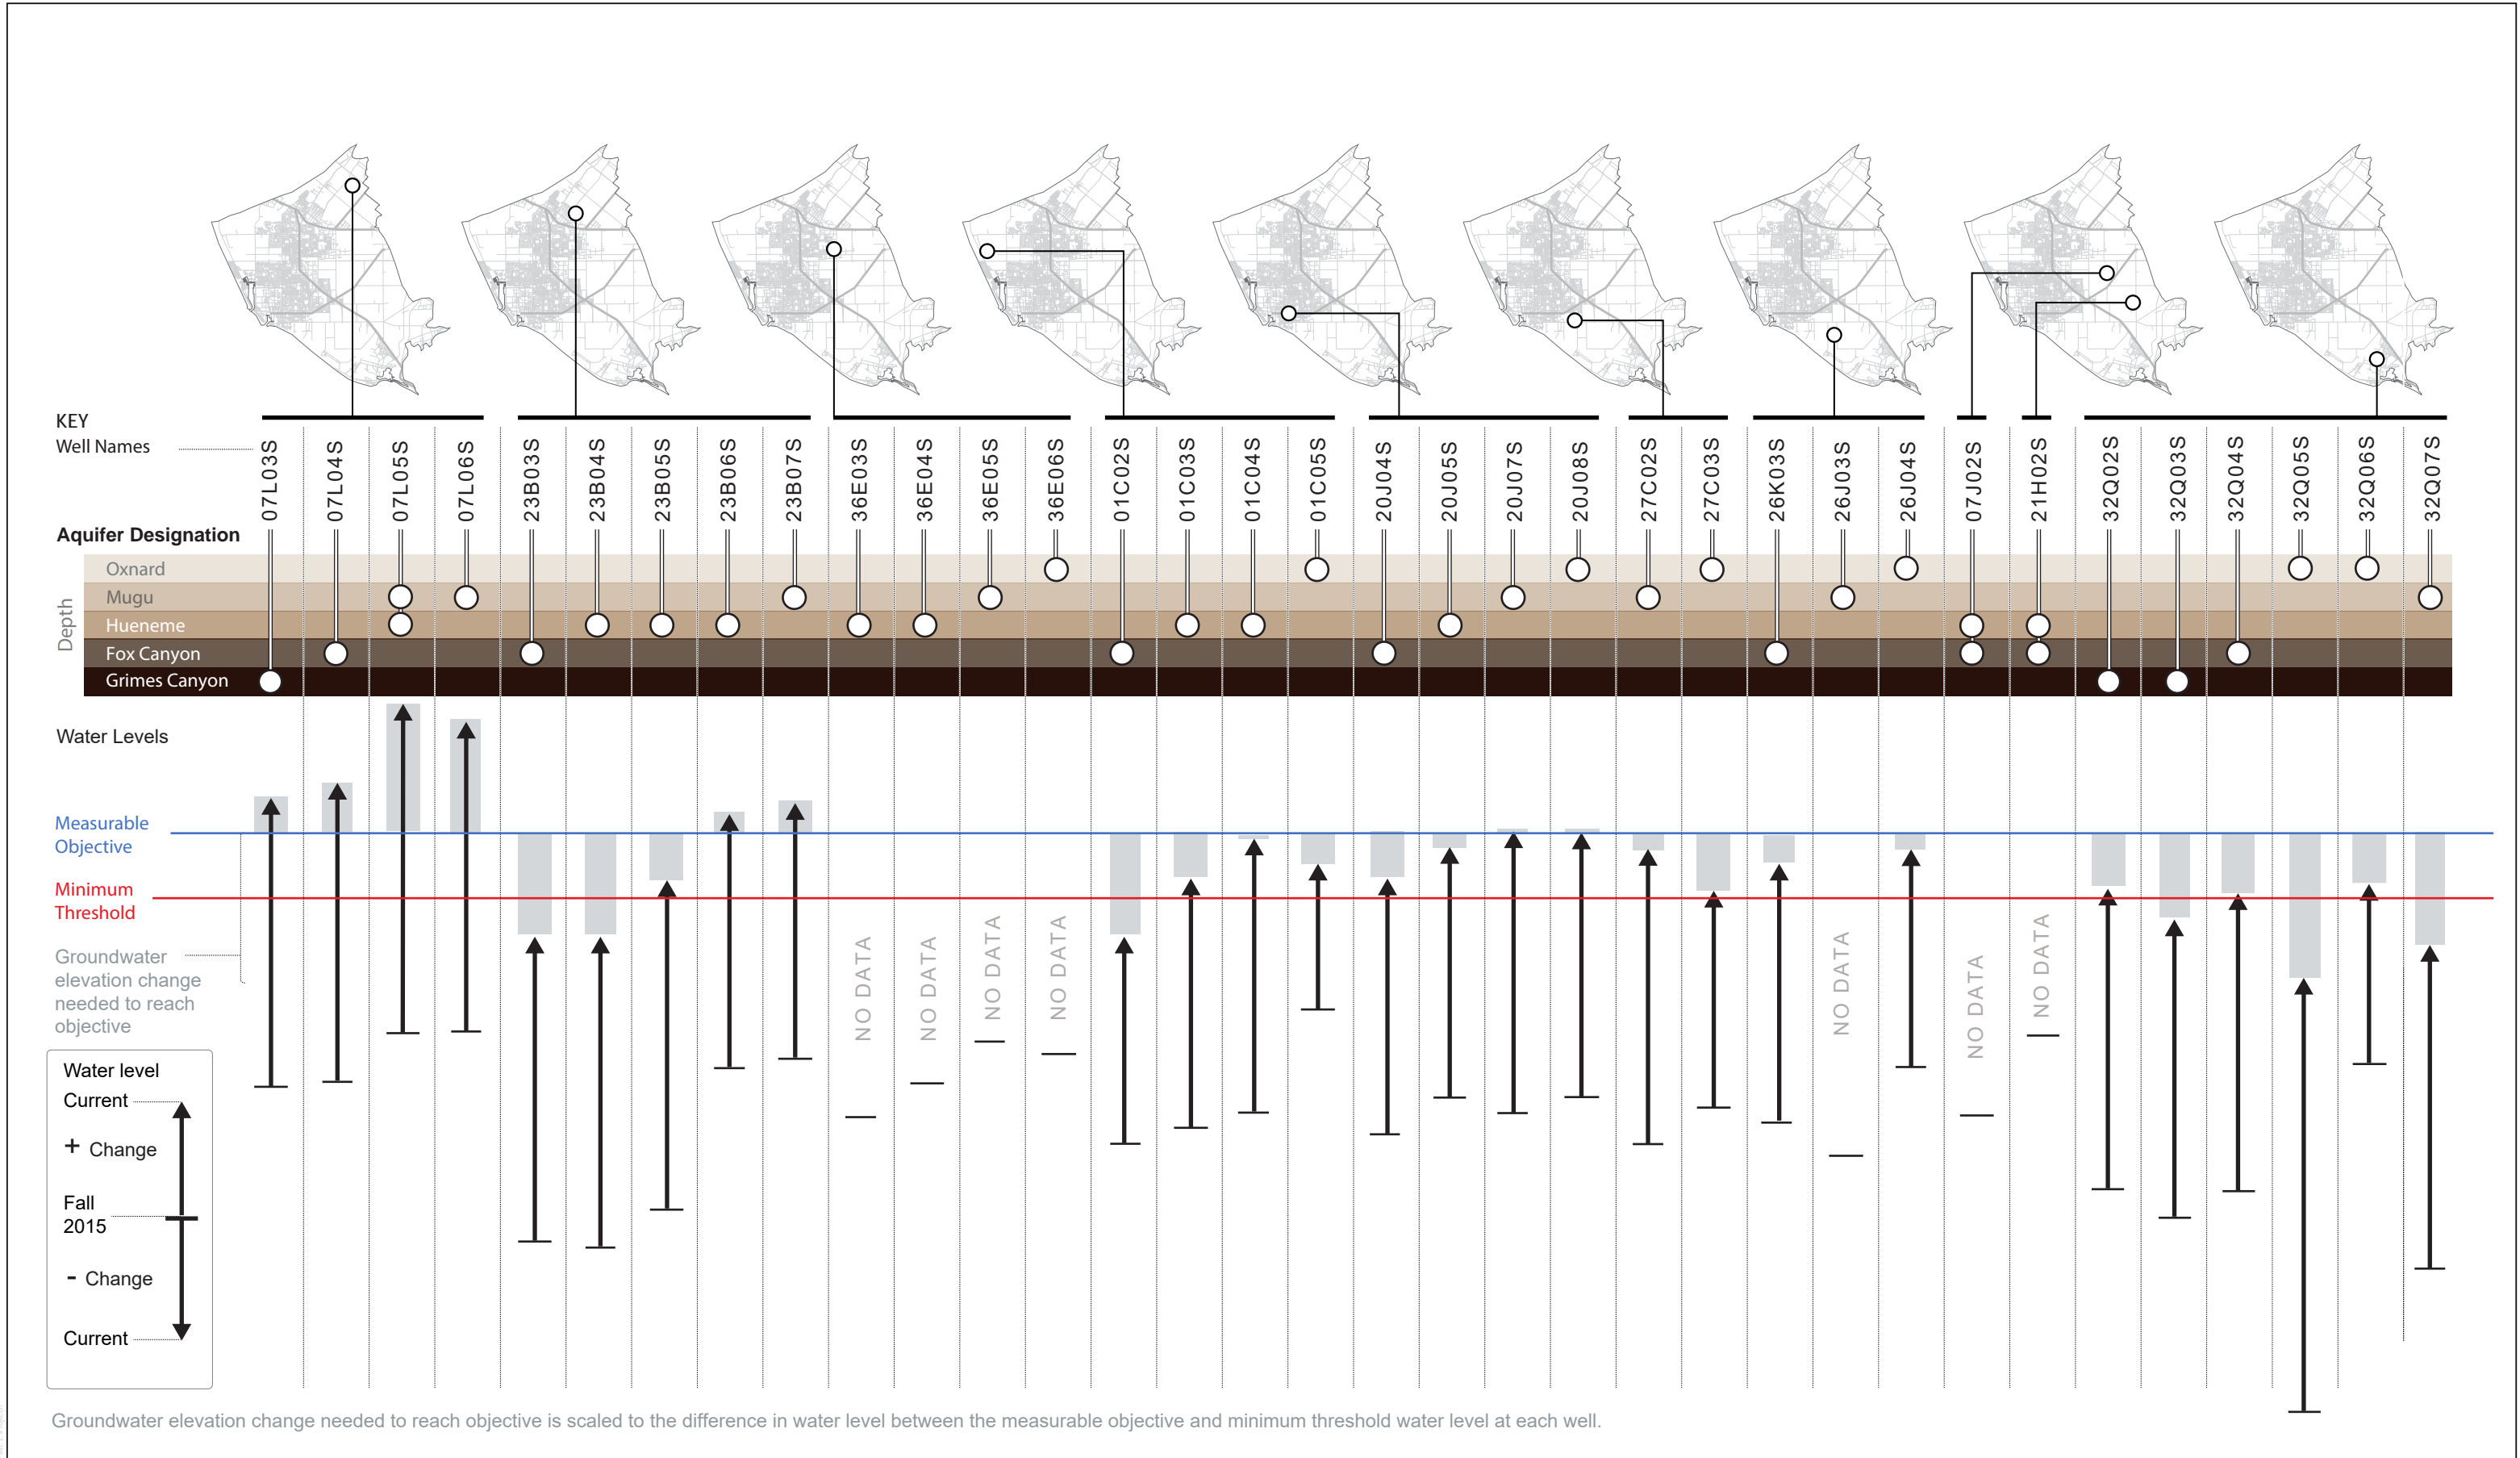 KEY
Well Names
07L03S
07L04S
07L05S
07L06S
23B03S
23B04S
23B05S
23B06S
23B07S
36E03S
36E04S
36E05S
36E06S
01C02S
01C03S
01C04S
01C05S
20J04S
20J05S
20J07S
20J08S
27C02S
27C03S
26K03S
26J03S
26J04S
07J02S
21H02S
32Q02S
32Q03S
32Q04S
32Q05S
32Q06S
32Q07S
Aquifer Designation
Depth
Oxnard
Mugu
Hueneme
Fox Canyon
Grimes Canyon
Water Levels
Measurable
Objective
Minimum
Threshold
Groundwater
elevation change
needed to reach
objective
NO DATA
NO DATA
NO DATA
NO DATA
NO DATA
NO DATA
NO DATA
Water level
Current
+ Change
Fall
2015
- Change
Current
Groundwater elevation change needed to reach objective is scaled to the difference in water level between the measurable objective and minimum threshold water level at each well.